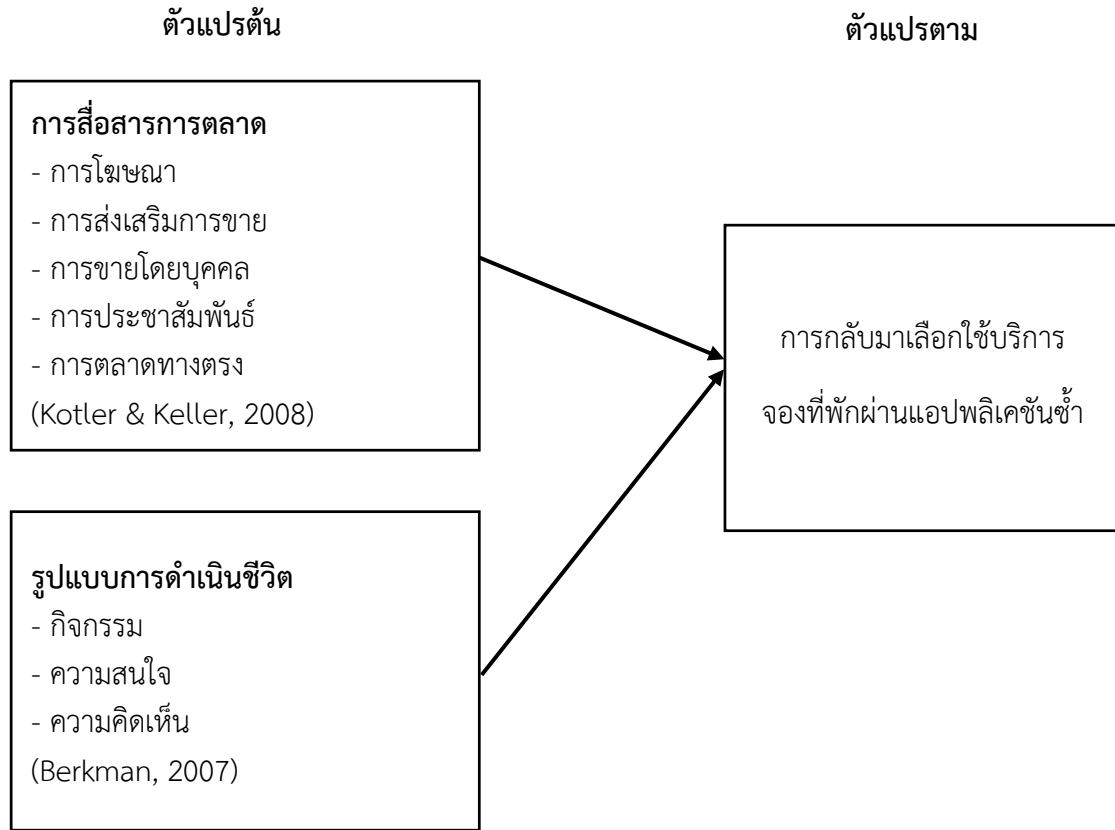 ตัวแปรต้น
ตัวแปรตาม
การสื่อสารการตลาด
- การโฆษณา
- การส่งเสริมการขาย
- การขายโดยบุคคล
- การประชาสัมพันธ์
- การตลาดทางตรง
(Kotler & Keller, 2008)
การกลับมาเลือกใช้บริการ
จองที่พักผ่านแอปพลิเคชันซ้ำ
รูปแบบการดำเนินชีวิต
- กิจกรรม
- ความสนใจ
- ความคิดเห็น
(Berkman, 2007)